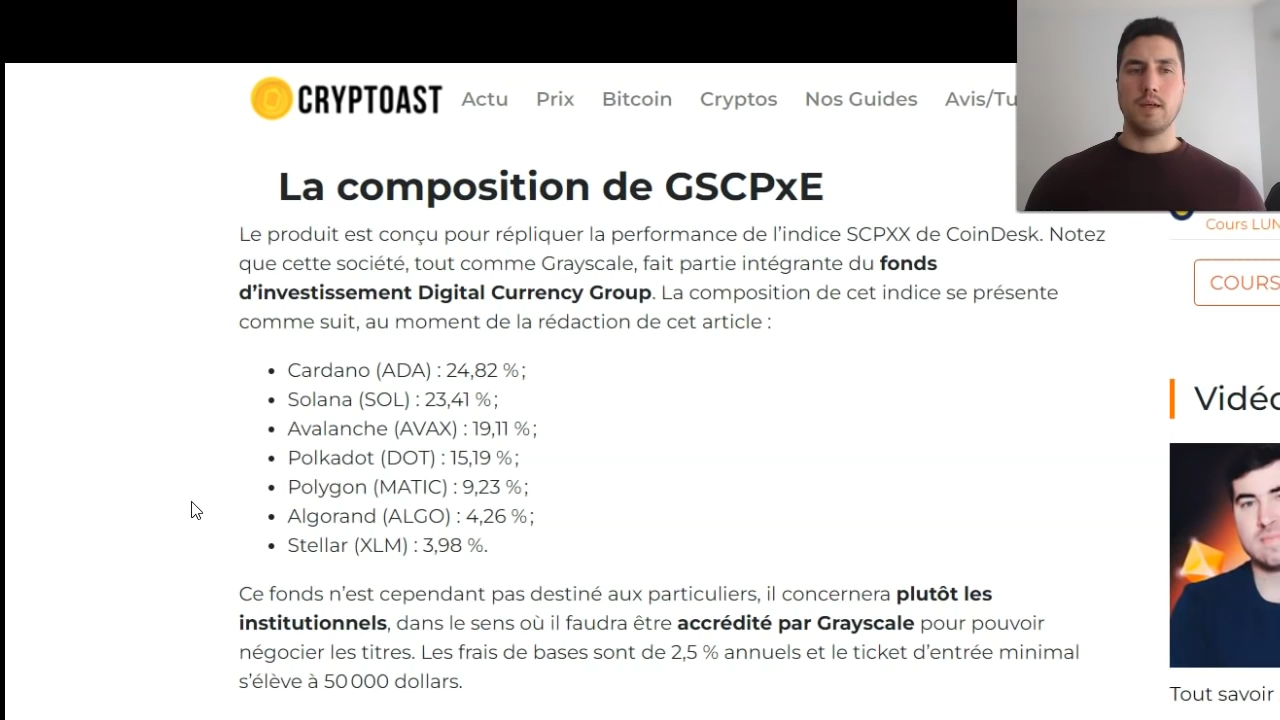 CRYPTOAST Actu Prix Bitcoin Cryptos Nos Guides Avis/Tu
La composition de GSCPxE
Le produit est conçu pour répliquer la performance de l'indice SCPXX de CoinDesk. Notez
que cette société, tout comme Grayscale, fait partie intégrante du fonds
d'investissement Digital Currency Group. La composition de cet indice se présente
comme suit, au moment de la rédaction de cet article :
• Cardano (ADA) : 24,82 %;
• Solana (SOL) : 23,41 %;
• Avalanche (AVAX) : 19,11 %;
• Polkadot (DOT) : 15,19 %;
• Polygon (MATIC) : 9,23 %;
• Algorand (ALGO) : 4,26 %;
• Stellar (XLM) : 3,98 %.
Ce fonds n'est cependant pas destiné aux particuliers, il concernera plutôt les
institutionnels, dans le sens où il faudra être accrédité par Grayscale pour pouvoir
négocier les titres. Les frais de bases sont de 2,5 % annuels et le ticket d'entrée minimal
s'élève à 50 000 dollars.
Cours LUN
COURS
Vidéo
Tout savoir